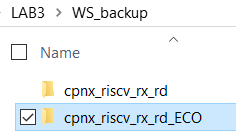 > LAB3 > WS_backup
Name
cpnx_riscv_rx_rd
cpnx_riscv_rx_rd_ECO